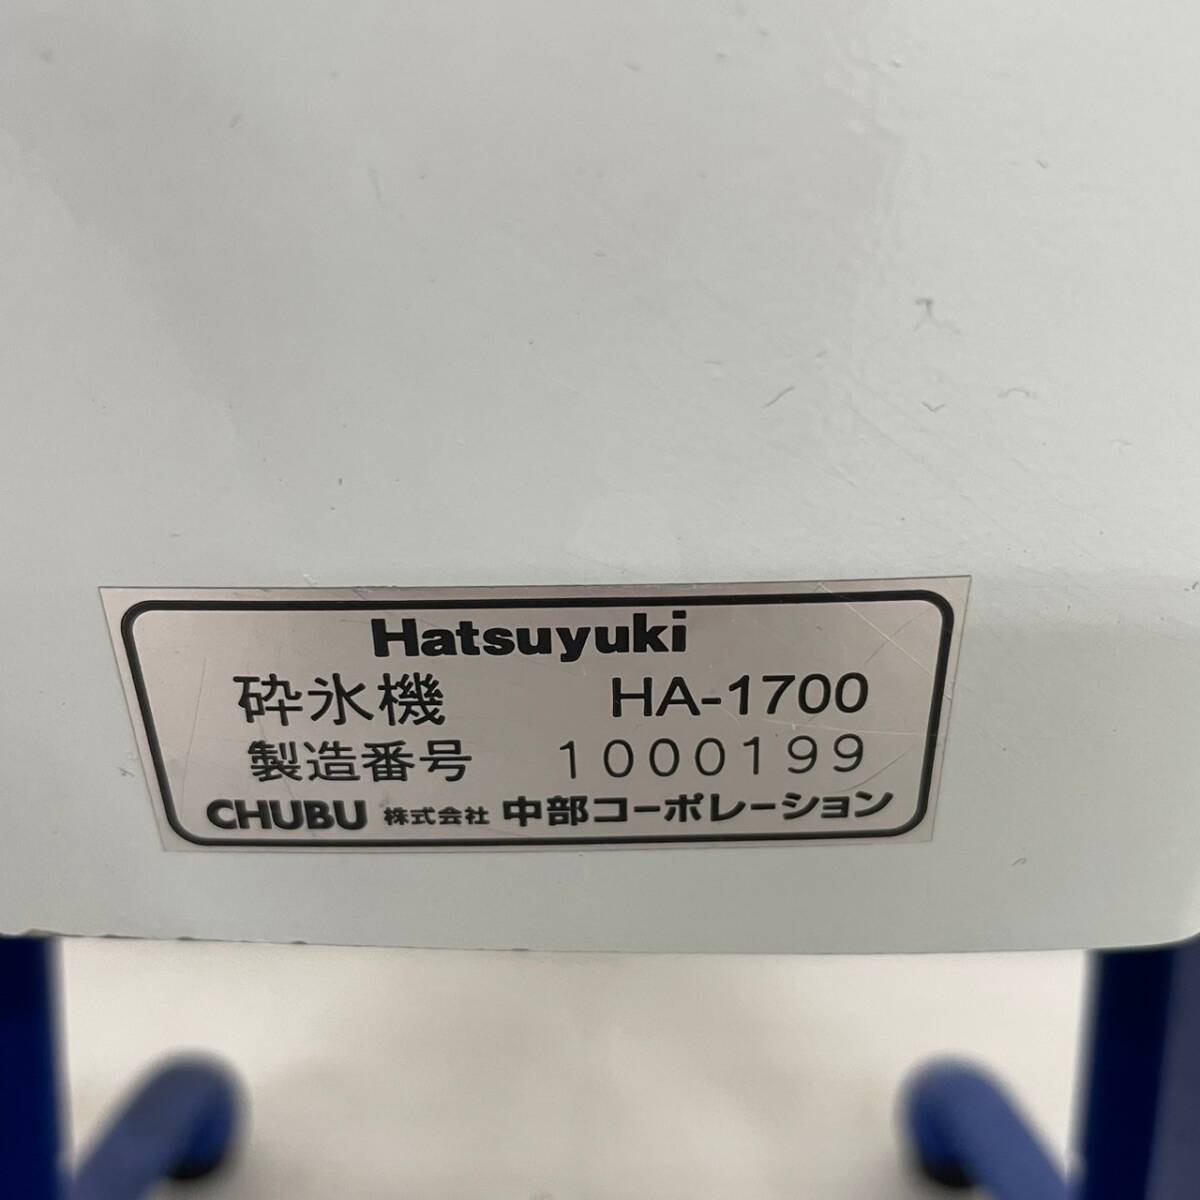 Hatsuyuki
砕氷機 HA-1700
製造番号 1000199
CHUBU 株式会社 中部コーポレーション